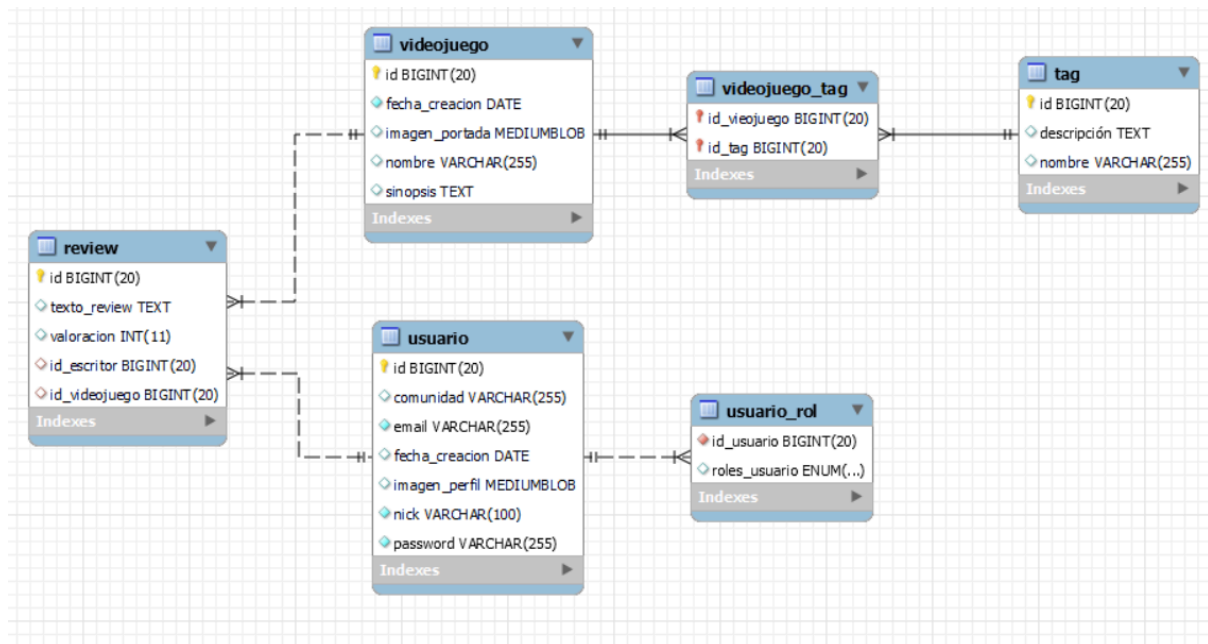 videojuego
id BIGINT(20)
fecha_creacion DATE
imagen_portada MEDIUMBLOB
nombre VARCHAR(255)
sinopsis TEXT
Indexes
videojuego_tag
id_vieojuego BIGINT(20)
id_tag BIGINT(20)
Indexes
tag
id BIGINT(20)
descripción TEXT
nombre VARCHAR(255)
Indexes
review
id BIGINT(20)
texto_review TEXT
valoracion INT(11)
id_escritor BIGINT(20)
id_videojuego BIGINT(20)
Indexes
usuario
id BIGINT(20)
comunidad VARCHAR(255)
email VARCHAR(255)
fecha_creacion DATE
imagen_perfil MEDIUMBLOB
nick VARCHAR(100)
password VARCHAR(255)
Indexes
usuario_rol
id_usuario BIGINT(20)
roles_usuario ENUM(...)
Indexes